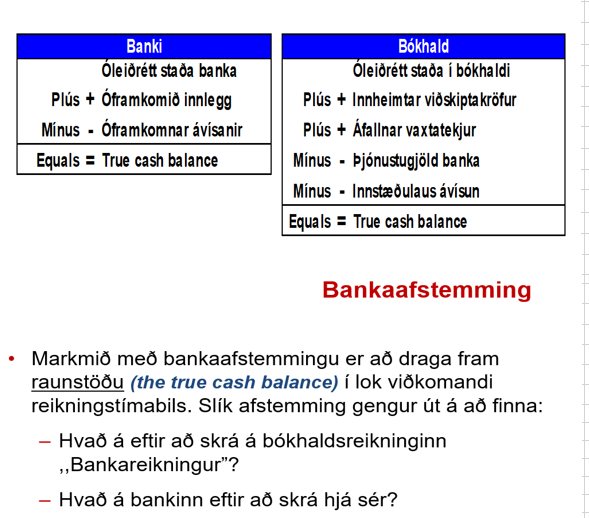 Banki
Óleiðrétt staða banka
Plús + Óframkomið innlegg
Mínus - Óframkomnar ávísanir
Equals = True cash balance
Bókhald
Óleiðrétt staða í bókhaldi
Plús + Innheimtar viðskiptakröfur
Plús + Áfallnar vaxtatekjur
Mínus - Þjónustugjöld banka
Mínus - Innstæðulaus ávísun
Equals = True cash balance
Bankaafstemming
• Markmið með bankaafstemmingu er að draga fram
raunstöðu (the true cash balance) í lok viðkomandi
reikningstímabils. Slík afstemming gengur út á að finna:
– Hvað á eftir að skrá á bókhaldsreikninginn
,,Bankareikningur”?
– Hvað á bankinn eftir að skrá hjá sér?